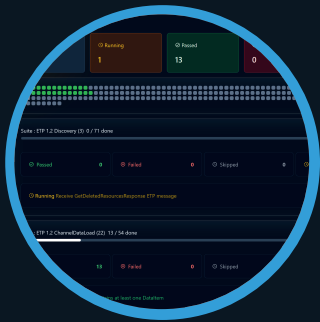 Running
Passed
1
13
0
Suite : ETP 1.2 Discovery (3) 0 / 71 done
Passed 0
Failed 0
Skipped 0
Running Receive GetDeletedResourcesResponse ETP message
: ETP 1.2 ChannelDataLoad (22) 13 / 54 done
13
Failed 0
Skipped
at least one DataItem